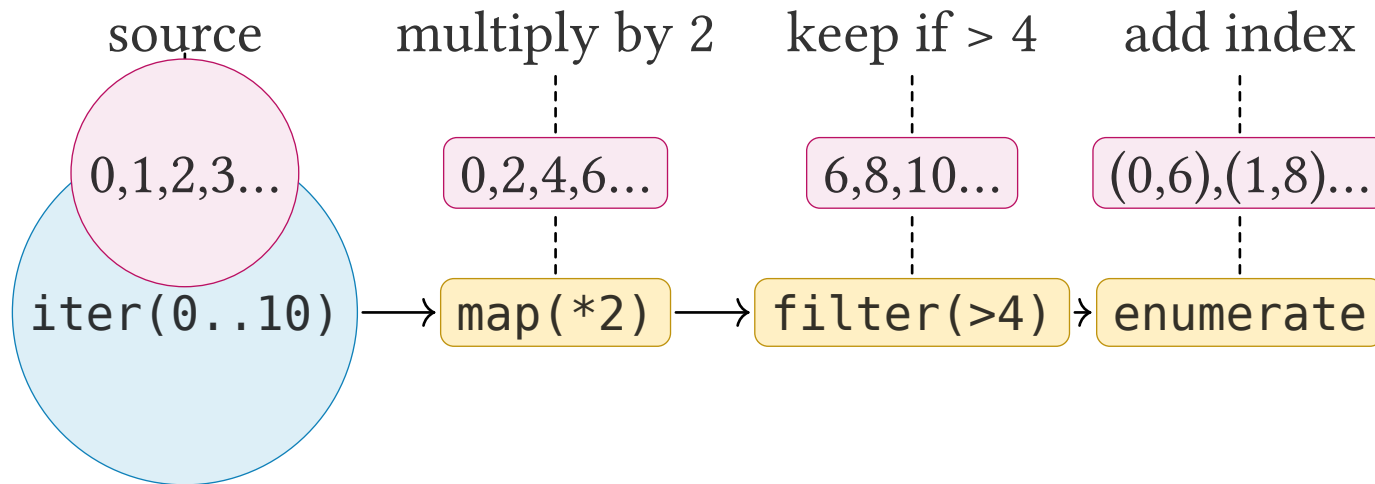 source
multiply by 2
keep if > 4
add index
0,1,2,3…
0,2,4,6…
6,8,10…
(0,6),(1,8)…
iter(0..10)
map(*2)
filter(>4)
enumerate